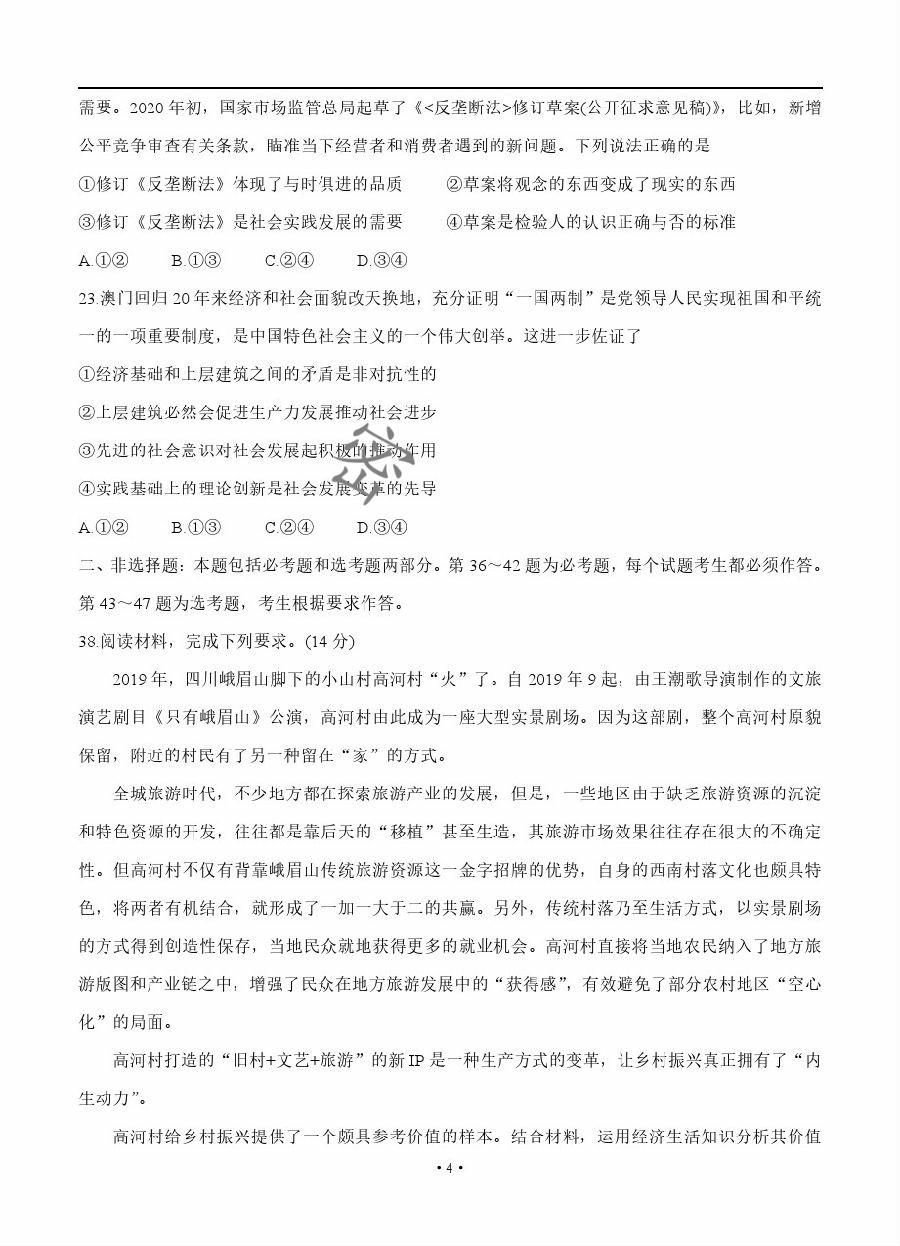 需要。2020 年初，国家市场监管总局起草了《<反垄断法>修订草案(公开征求意见稿)》，比如，新增
公平竞争审查有关条款，瞄准当下经营者和消费者遇到的新问题。下列说法正确的是
①修订《反垄断法》体现了与时俱进的品质 ②草案将观念的东西变成了现实的东西
③修订《反垄断法》是社会实践发展的需要 ④草案是检验人的认识正确与否的标准
A.①② B.①③ C.②④ D.③④
23.澳门回归 20 年来经济和社会面貌改天换地，充分证明“一国两制”是党领导人民实现祖国和平统
一的一项重要制度，是中国特色社会主义的一个伟大创举。这进一步佐证了
①经济基础和上层建筑之间的矛盾是非对抗性的
②上层建筑必然会促进生产力发展推动社会进步
③先进的社会意识对社会发展起积极的推动作用
④实践基础上的理论创新是社会发展变革的先导
A.①② B.①③ C.②④ D.③④
二、非选择题：本题包括必考题和选考题两部分。第 36～42 题为必考题，每个试题考生都必须作答。
第 43～47 题为选考题，考生根据要求作答。
38.阅读材料，完成下列要求。(14 分)
2019 年，四川峨眉山脚下的小山村高河村“火”了。自 2019 年 9 起，由王潮歌导演制作的文旅
演艺剧目《只有峨眉山》公演，高河村由此成为一座大型实景剧场。因为这部剧，整个高河村原貌
保留，附近的村民有了另一种留在“家”的方式。
全城旅游时代，不少地方都在探索旅游产业的发展，但是，一些地区由于缺乏旅游资源的沉淀
和特色资源的开发，往往都是靠后天的“移植”甚至生造，其旅游市场效果往往存在很大的不确定
性。但高河村不仅有背靠峨眉山传统旅游资源这一金字招牌的优势，自身的西南村落文化也颇具特
色，将两者有机结合，就形成了一加一大于二的共赢。另外，传统村落乃至生活方式，以实景剧场
的方式得到创造性保存，当地民众就地获得更多的就业机会。高河村直接将当地农民纳入了地方旅
游版图和产业链之中，增强了民众在地方旅游发展中的“获得感”，有效避免了部分农村地区“空心
化”的局面。
高河村打造的“旧村+文艺+旅游”的新 IP 是一种生产方式的变革，让乡村振兴真正拥有了“内
生动力”。
高河村给乡村振兴提供了一个颇具参考价值的样本。结合材料，运用经济生活知识分析其价值
•4•